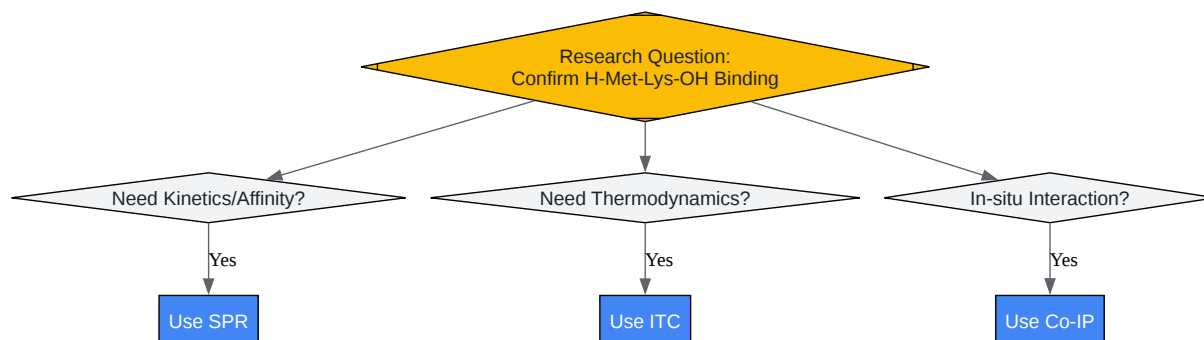 Research Question:
Confirm H-Met-Lys-OH Binding
Need Kinetics/Affinity?
Need Thermodynamics?
In-situ Interaction?
Yes
Yes
Yes
Use SPR
Use ITC
Use Co-IP